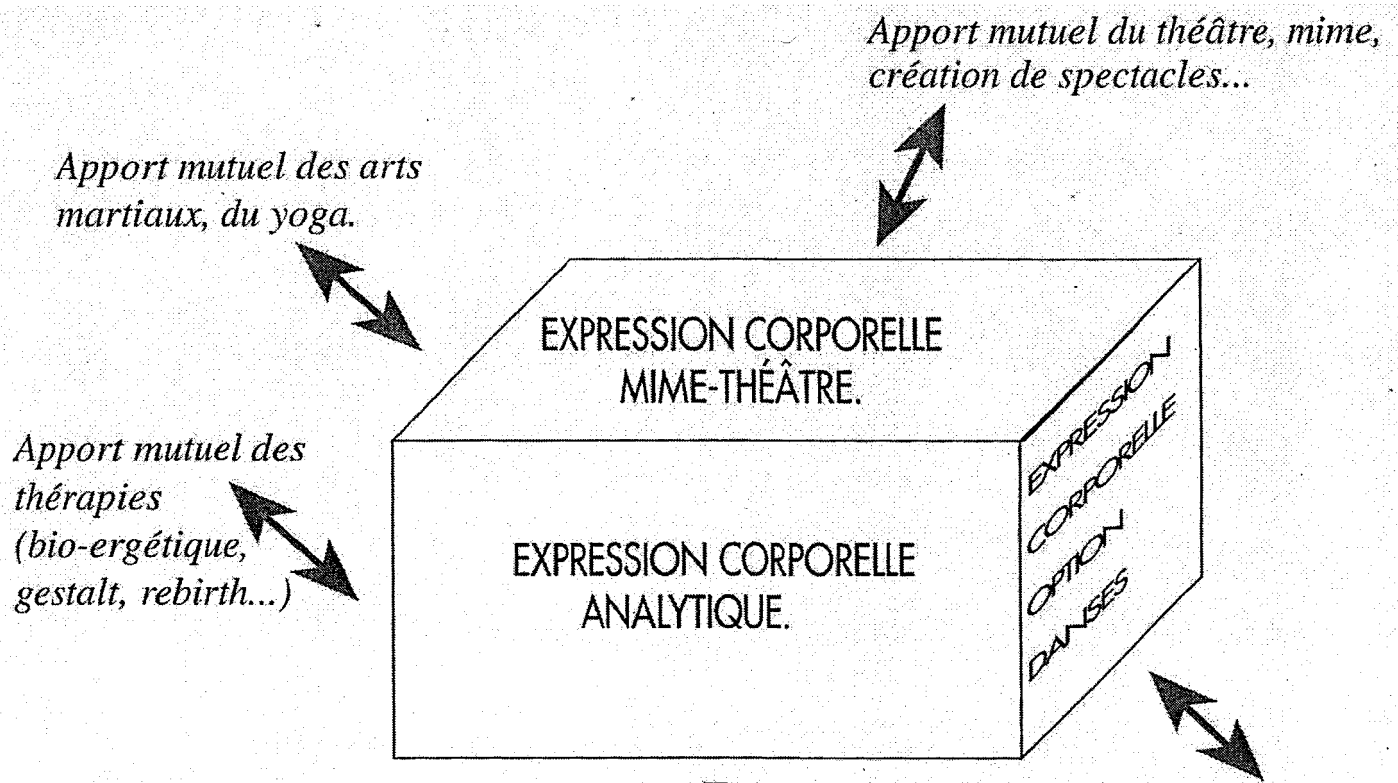 Apport mutuel du théâtre, mime,
création de spectacles...
Apport mutuel des arts
martiaux, du yoga.
EXPRESSION CORPORELLE
MIME-THÉÂTRE.
EXPRESSION
CORPORELLE
OPTION
DANSES
Apport mutuel des
thérapies
(bio-ergétique,
gestalt, rebirth...)
EXPRESSION CORPORELLE
ANALYTIQUE.